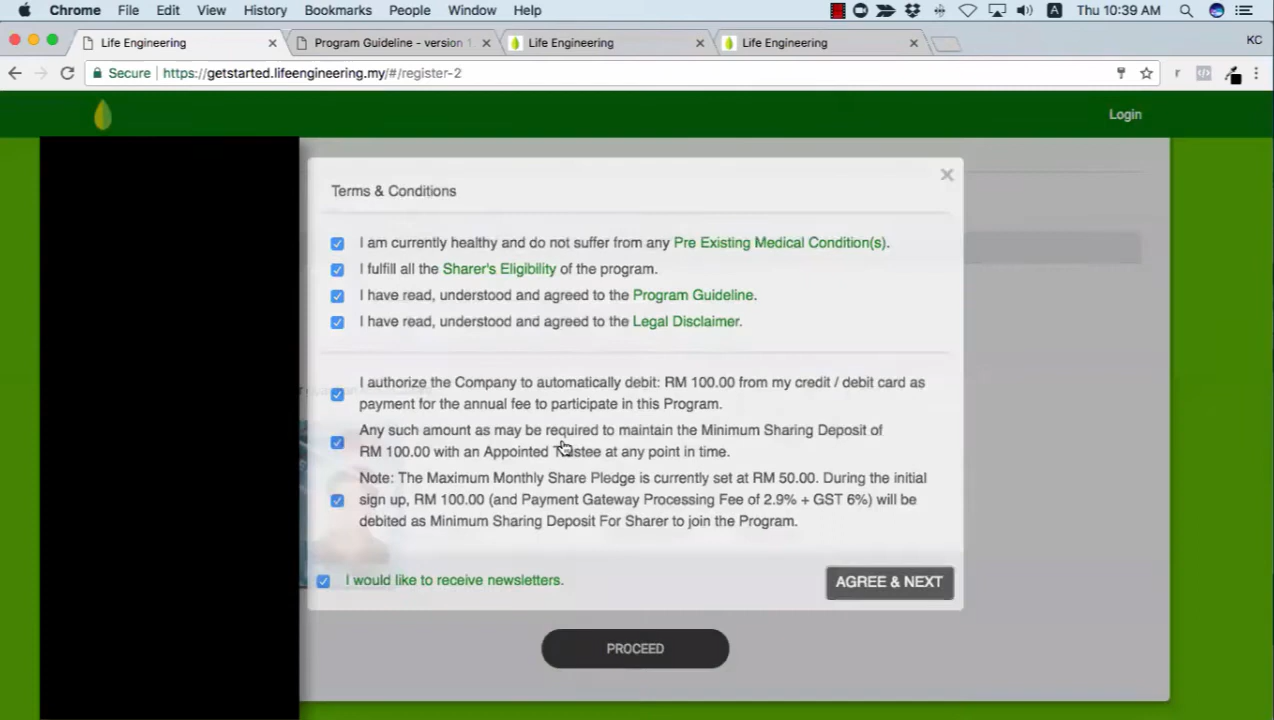 Chrome File Edit View History Bookmarks People Window Help Thu 10:39 AM
Life Engineering Program Guideline - version 1 Life Engineering Life Engineering KC
Secure https://getstarted.lifeengineering.my/#/register-2
Login
Terms & Conditions
I am currently healthy and do not suffer from any Pre Existing Medical Condition(s).
I fulfill all the Sharer's Eligibility of the program.
I have read, understood and agreed to the Program Guideline.
I have read, understood and agreed to the Legal Disclaimer.
I authorize the Company to automatically debit: RM 100.00 from my credit / debit card as
payment for the annual fee to participate in this Program.
Any such amount as may be required to maintain the Minimum Sharing Deposit of
RM 100.00 with an Appointed Trustee at any point in time.
Note: The Maximum Monthly Share Pledge is currently set at RM 50.00. During the initial
sign up, RM 100.00 (and Payment Gateway Processing Fee of 2.9% + GST 6%) will be
debited as Minimum Sharing Deposit For Sharer to join the Program.
I would like to receive newsletters.
AGREE & NEXT
PROCEED